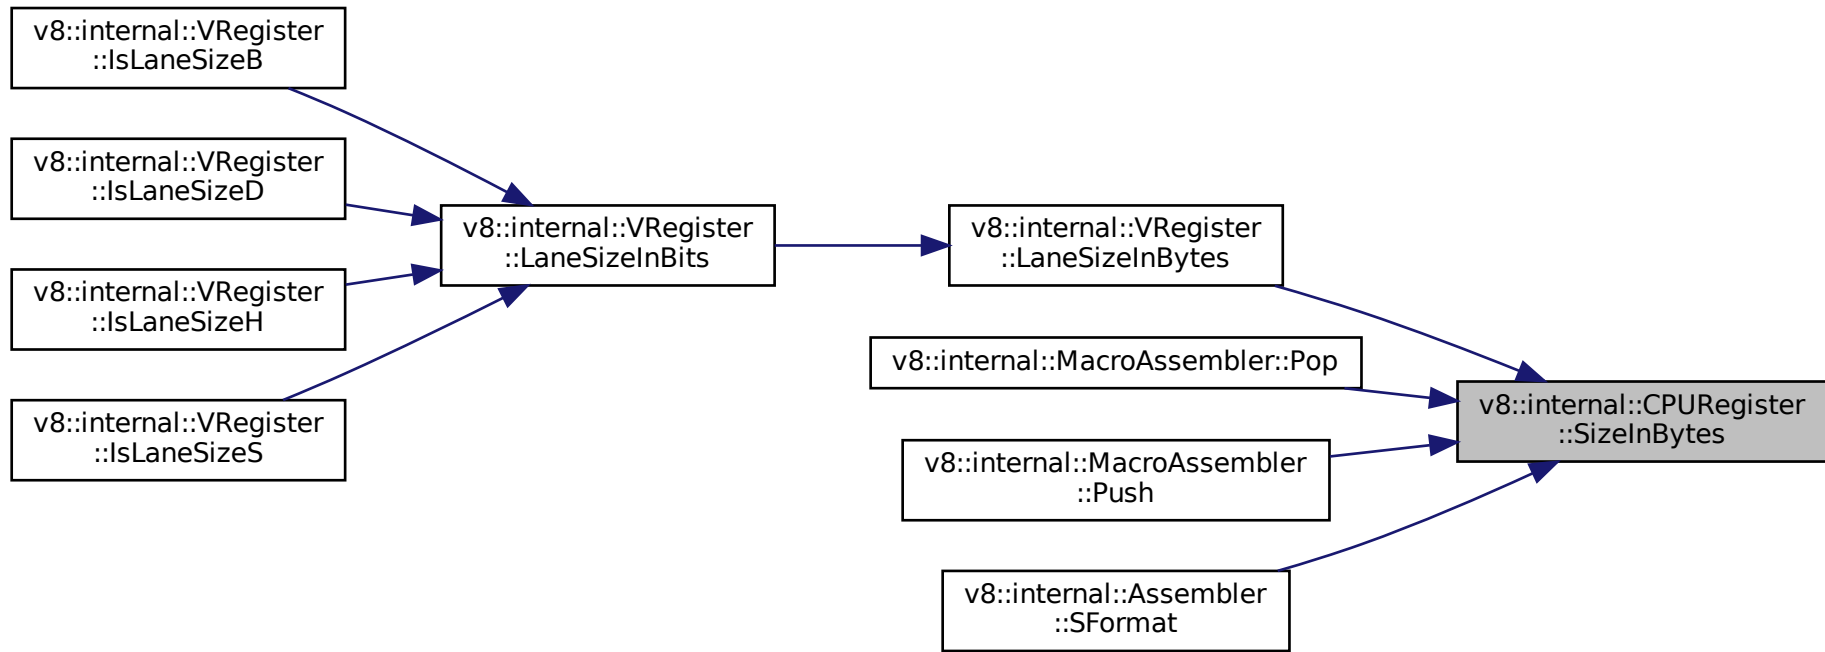 v8::internal::VRegister
::IsLaneSizeB
v8::internal::VRegister
::IsLaneSizeD
v8::internal::VRegister
::IsLaneSizeH
v8::internal::VRegister
::IsLaneSizeS
v8::internal::VRegister
::LaneSizeInBits
v8::internal::VRegister
::LaneSizeInBytes
v8::internal::MacroAssembler::Pop
v8::internal::MacroAssembler
::Push
v8::internal::Assembler
::SFormat
v8::internal::CPURegister
::SizeInBytes